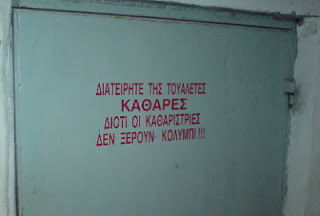 ΔΙΑΤΕΙΡΗΤΕ ΤΗΣ ΤΟΥΑΛΕΤΕΣ
ΚΑΘΑΡΕΣ
ΔΙΟΤΙ ΟΙ ΚΑΘΑΡΙΣΤΡΙΕΣ
ΔΕΝ ΞΕΡΟΥΝ ΚΟΛΥΜΠΙ !!!